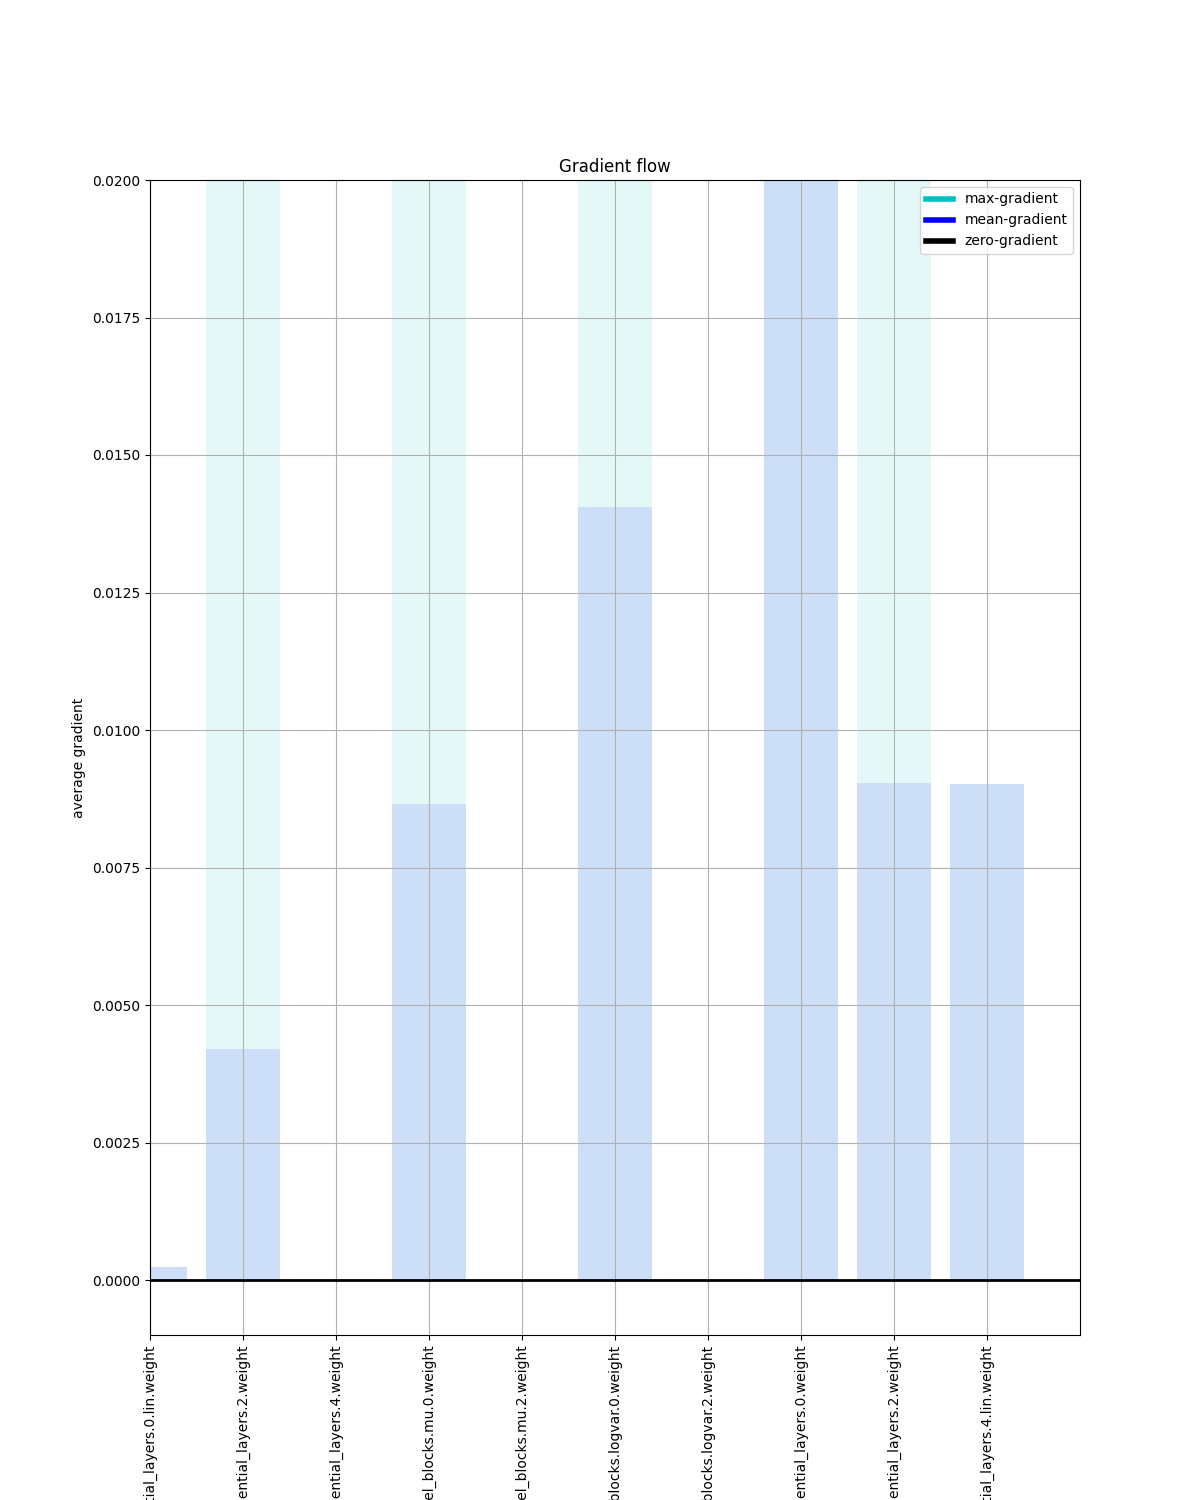 Gradient flow
max-gradient
mean-gradient
zero-gradient
0.0200
0.0175
0.0150
0.0125
0.0100
0.0075
0.0050
0.0025
0.0000
average gradient
tial_layers.0.lin.weight
ential_layers.2.weight
ential_layers.4.weight
el_blocks.mu.0.weight
el_blocks.mu.2.weight
blocks.logvar.0.weight
blocks.logvar.2.weight
ential_layers.0.weight
ential_layers.2.weight
tial_layers.4.lin.weight